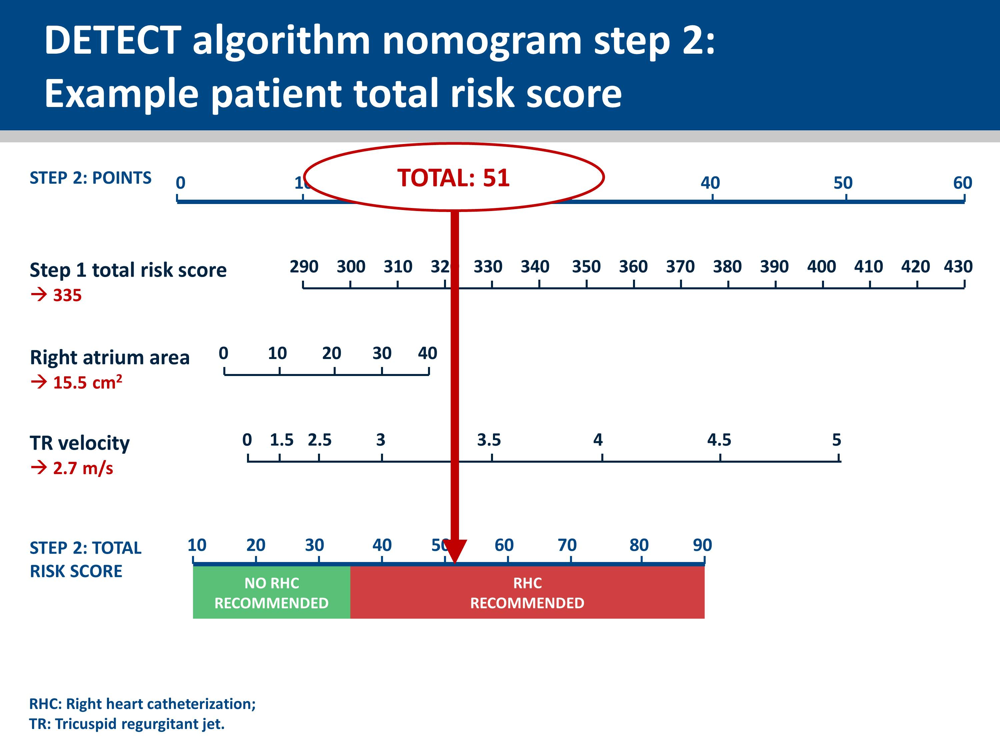 DETECT algorithm nomogram step 2:
Example patient total risk score
TOTAL: 51
STEP 2: POINTS
0 10 40 50 60
Step 1 total risk score
→ 335
290 300 310 320 330 340 350 360 370 380 390 400 410 420 430
Right atrium area
→ 15.5 cm²
0 10 20 30 40
TR velocity
→ 2.7 m/s
0 1.5 2.5 3 3.5 4 4.5 5
STEP 2: TOTAL
RISK SCORE
10 20 30 40 50 60 70 80 90
NO RHC
RECOMMENDED
RHC
RECOMMENDED
RHC: Right heart catheterization;
TR: Tricuspid regurgitant jet.